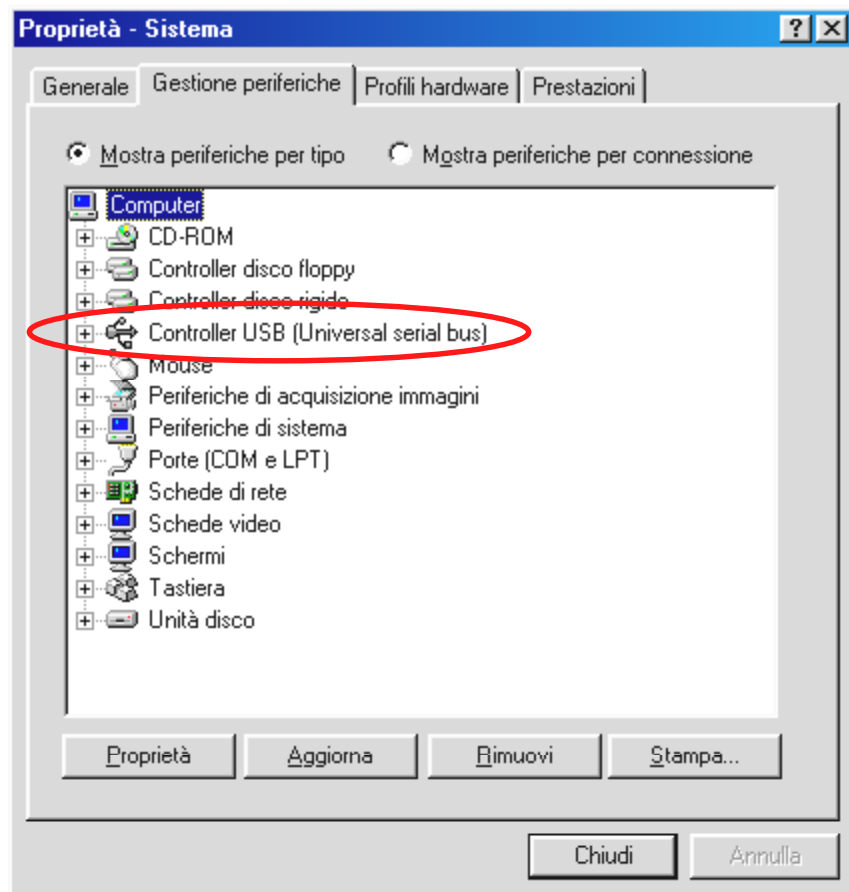 Proprietà - Sistema
Generale Gestione periferiche Profili hardware Prestazioni
Mostra periferiche per tipo Mostra periferiche per connessione
Computer
CD-ROM
Controller disco floppy
Controller disco rigido
Controller USB (Universal serial bus)
Mouse
Periferiche di acquisizione immagini
Periferiche di sistema
Porte (COM e LPT)
Schede di rete
Schede video
Schermi
Tastiera
Unità disco
Proprietà Aggiorna Rimuovi Stampa...
Chiudi Annulla